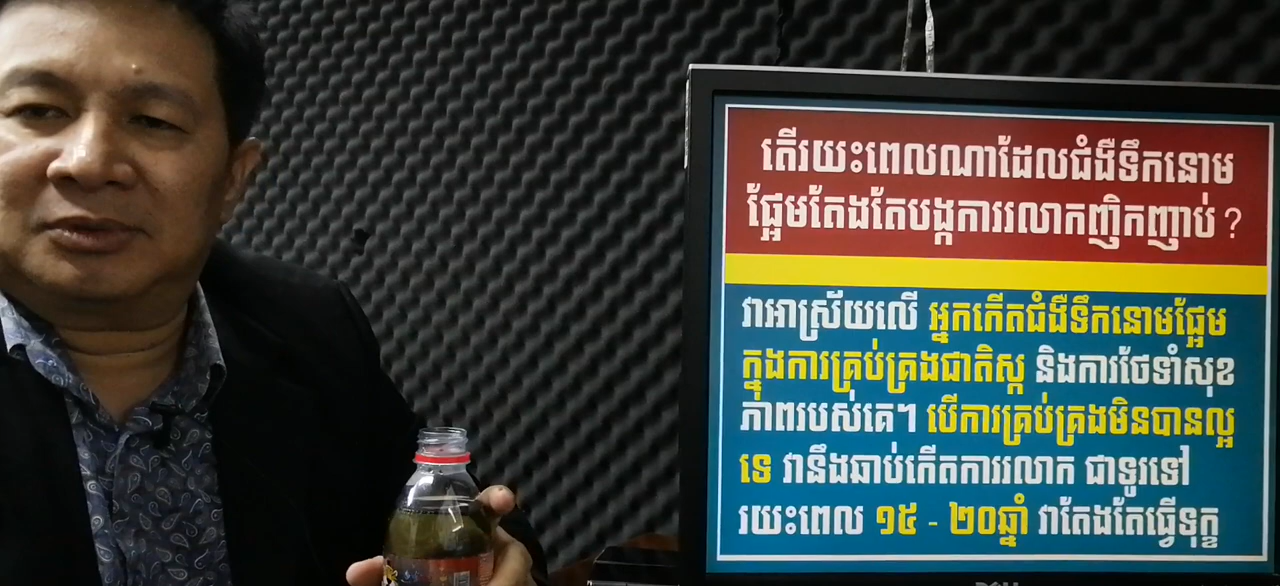 តើរយះពេលណាដែលជំងឺទឹកនោម
ផ្អែមតែងតែបង្កការរលាកញឹកញាប់ ?
វាអាស្រ័យលើ អ្នកកើតជំងឺទឹកនោមផ្អែម
ក្នុងការគ្រប់គ្រងជាតិស្ក និងការថែទាំសុខ
ភាពរបស់គេ។ បើការគ្រប់គ្រងមិនបានល្អ
ទេ វានឹងឆាប់កើតការរលាក ជាទូរទៅ
រយះពេល ១៥ - ២០ឆ្នាំ វាតែងតែធ្វើទុក្ខ